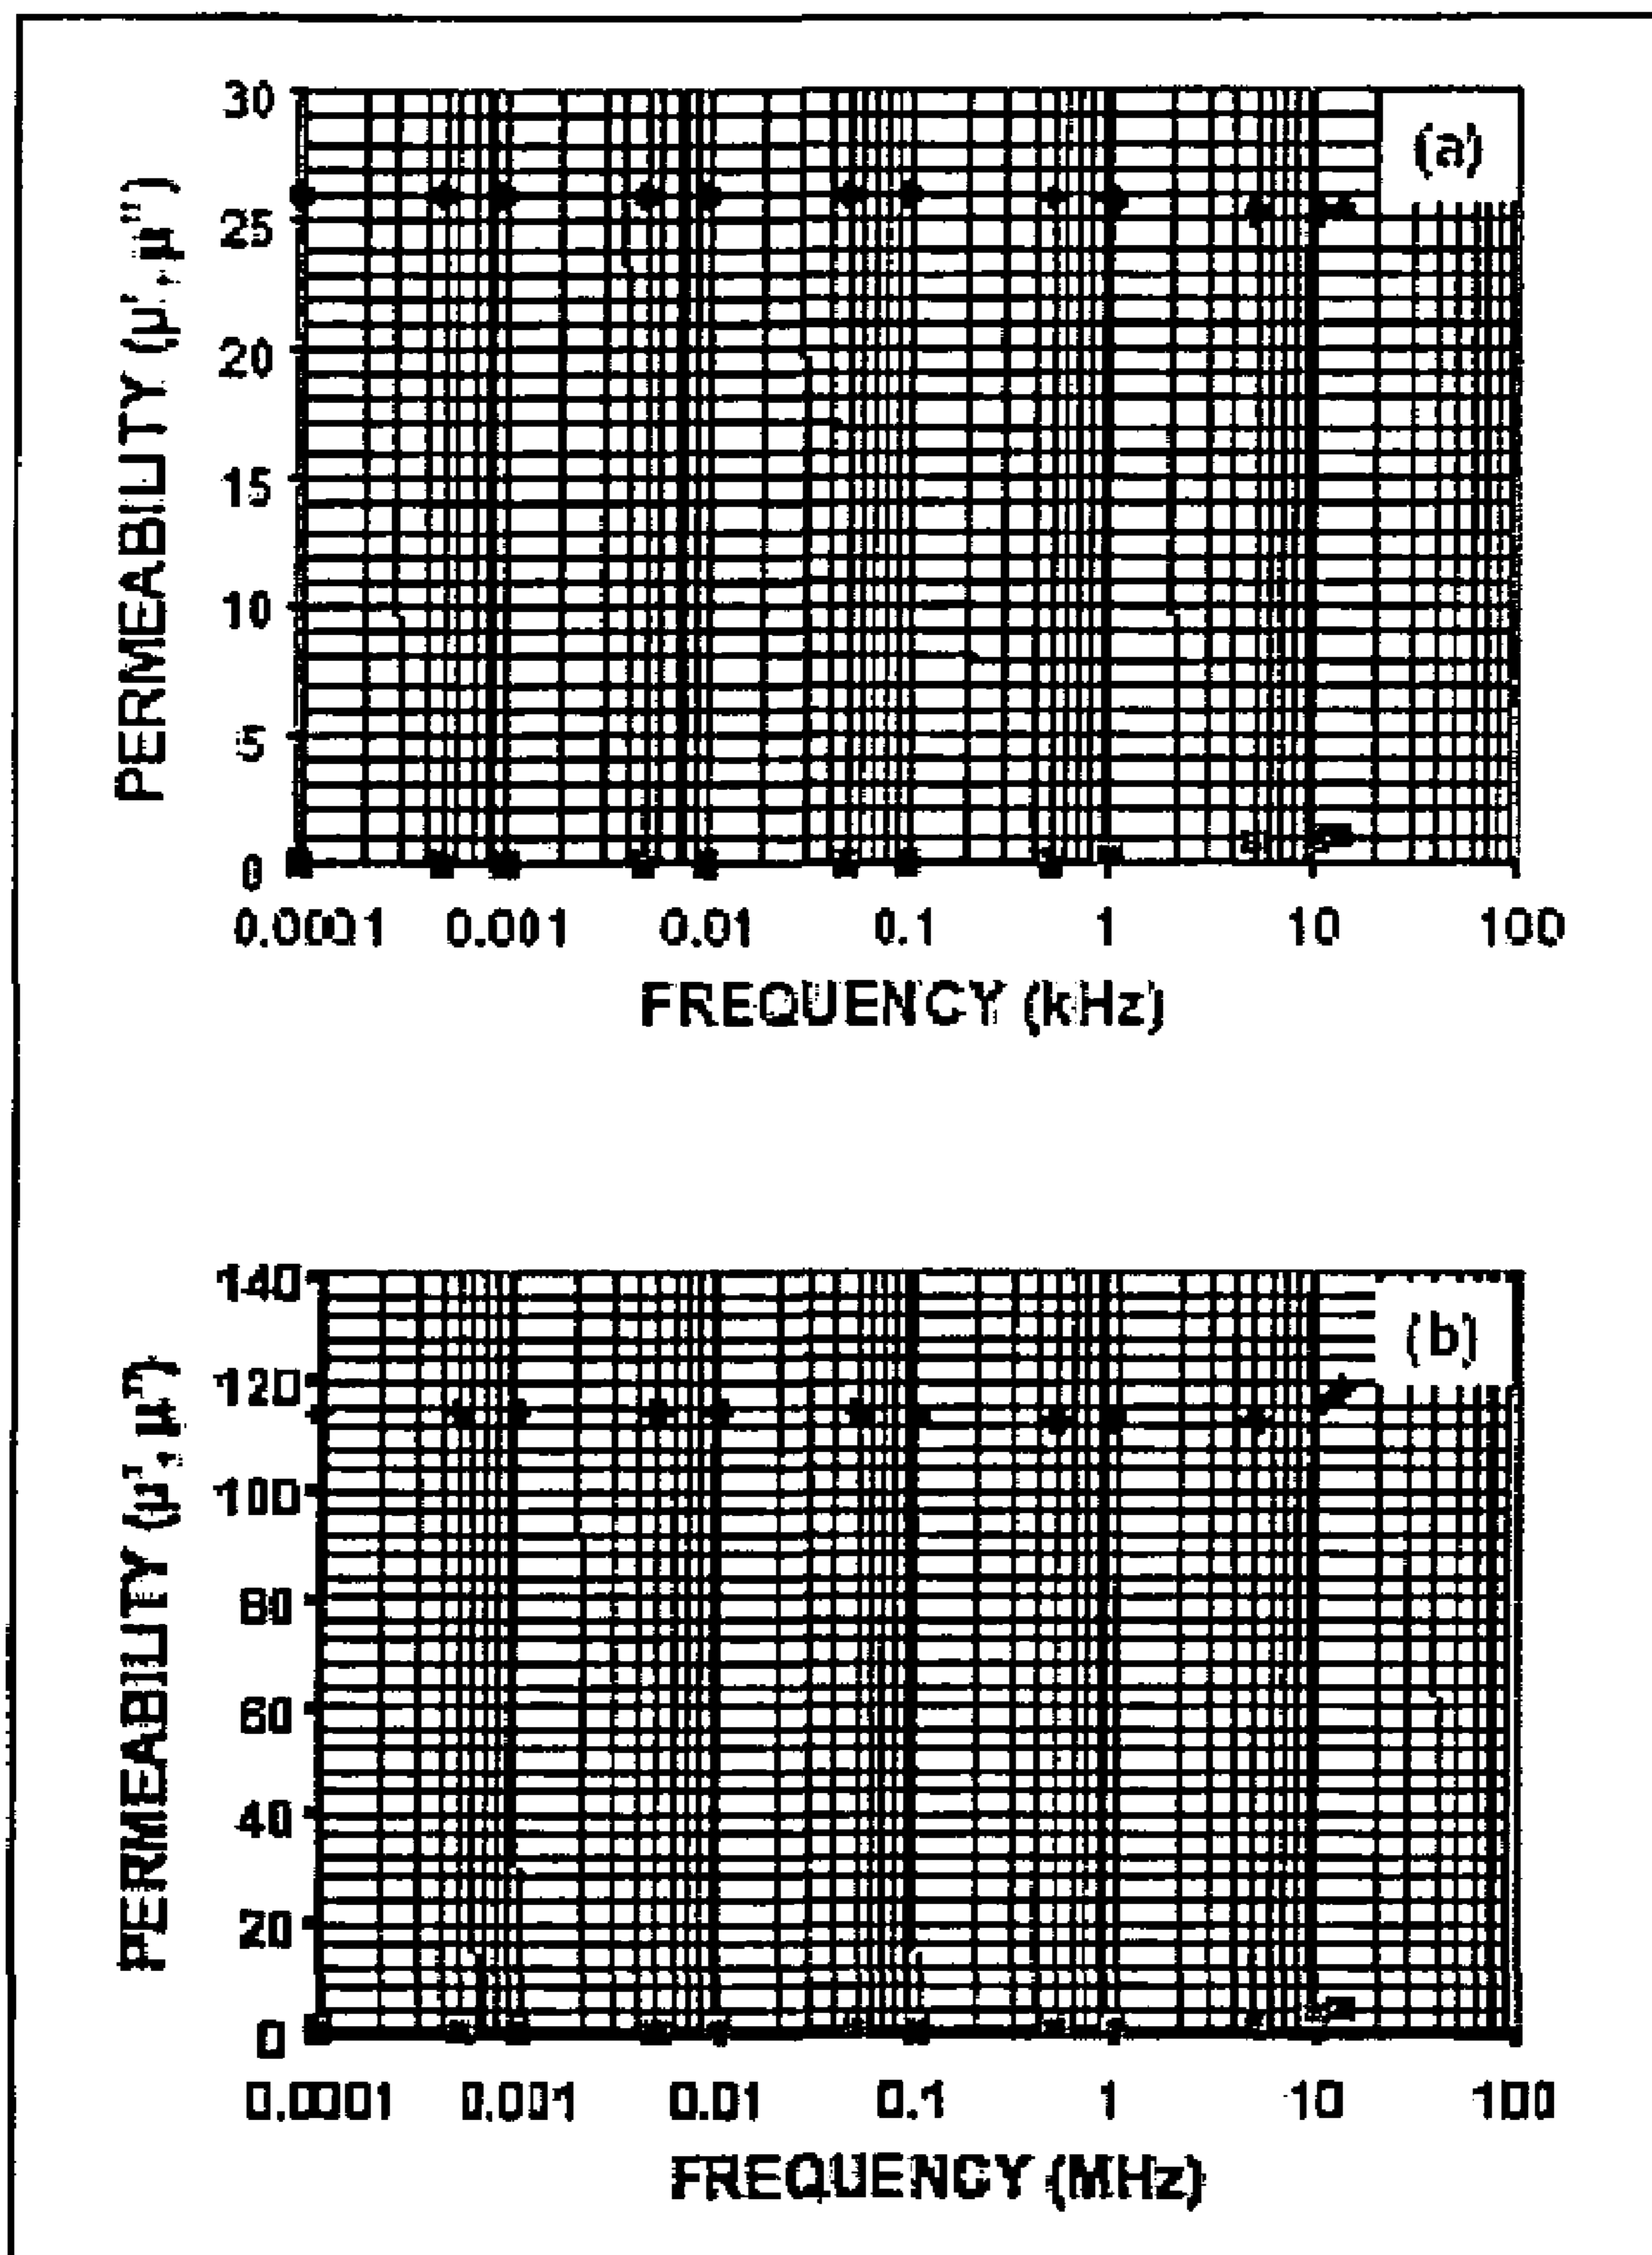 30
(a)
25
20
15
10
5
0
PERMEABILITY (μ', μ")
0.0001 0.001 0.01 0.1 1 10 100
FREQUENCY (kHz)
140
(b)
120
100
80
60
40
20
0
PERMEABILITY (μ', μ")
0.0001 0.001 0.01 0.1 1 10 100
FREQUENCY (MHz)